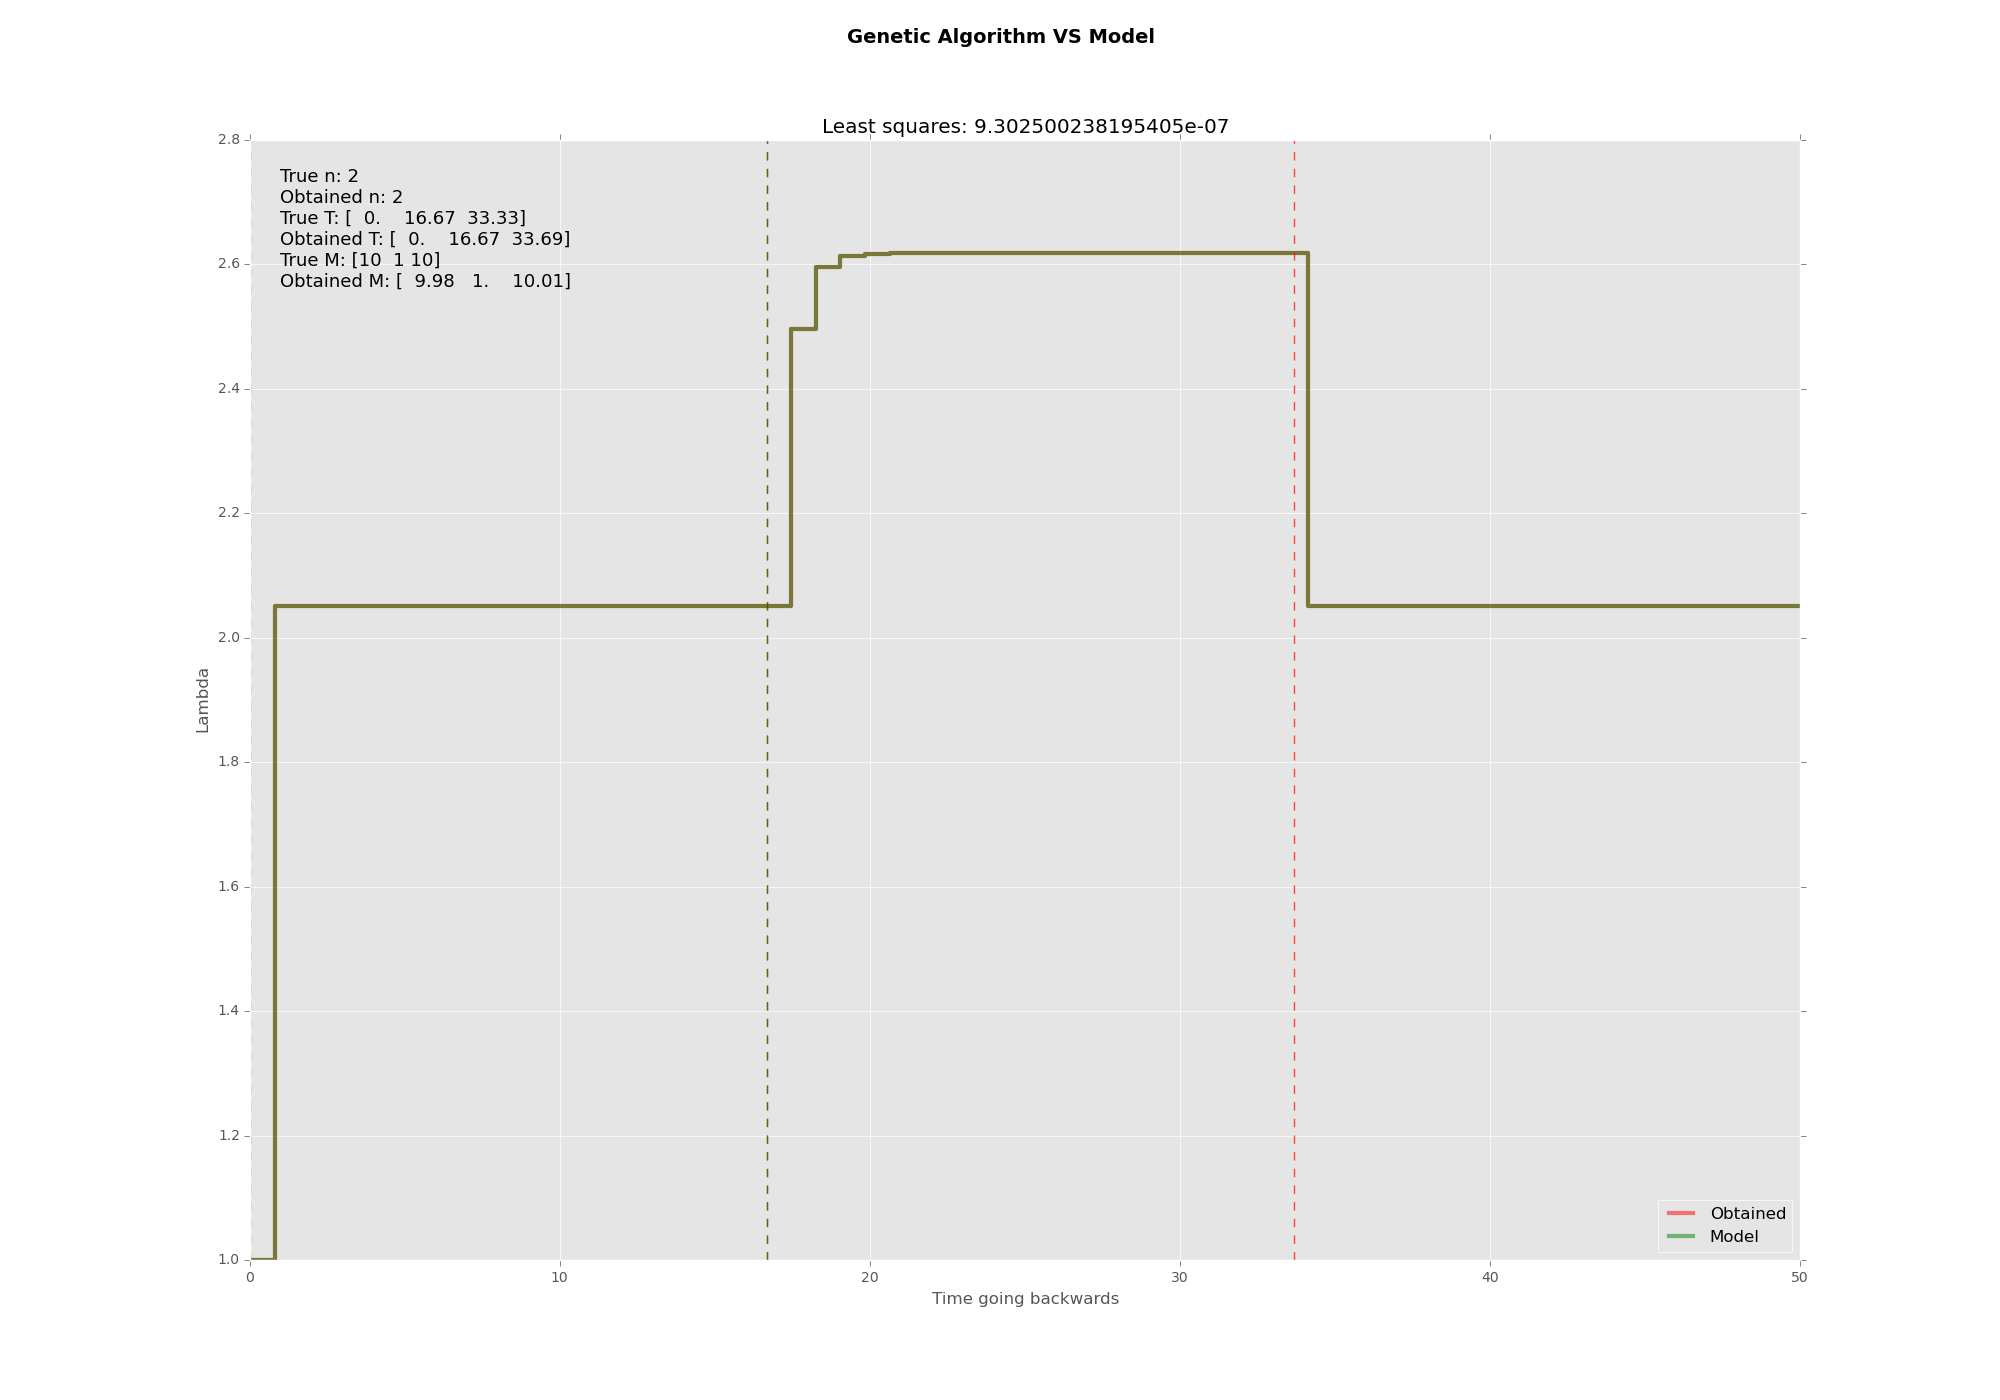 Genetic Algorithm VS Model
Least squares: 9.302500238195405e-07
2.8
True n: 2
Obtained n: 2
True T: [  0.    16.67  33.33]
Obtained T: [  0.    16.67  33.69]
True M: [10  1 10]
Obtained M: [  9.98   1.    10.01]
2.6
2.4
2.2
2.0
1.8
1.6
1.4
1.2
1.0
Lambda
Obtained
Model
0 10 20 30 40 50
Time going backwards